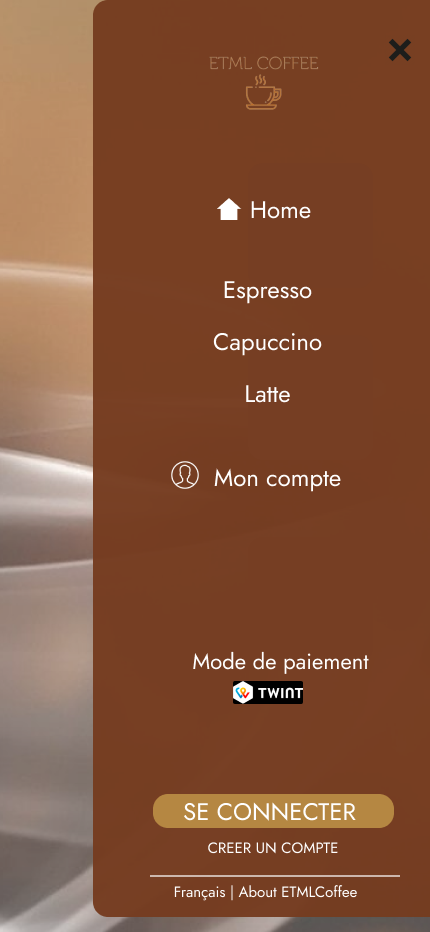 ETML COFFEE
Home
Espresso
Capuccino
Latte
Mon compte
Mode de paiement
TWINT
SE CONNECTER
CREER UN COMPTE
Français | About ETMLCoffee